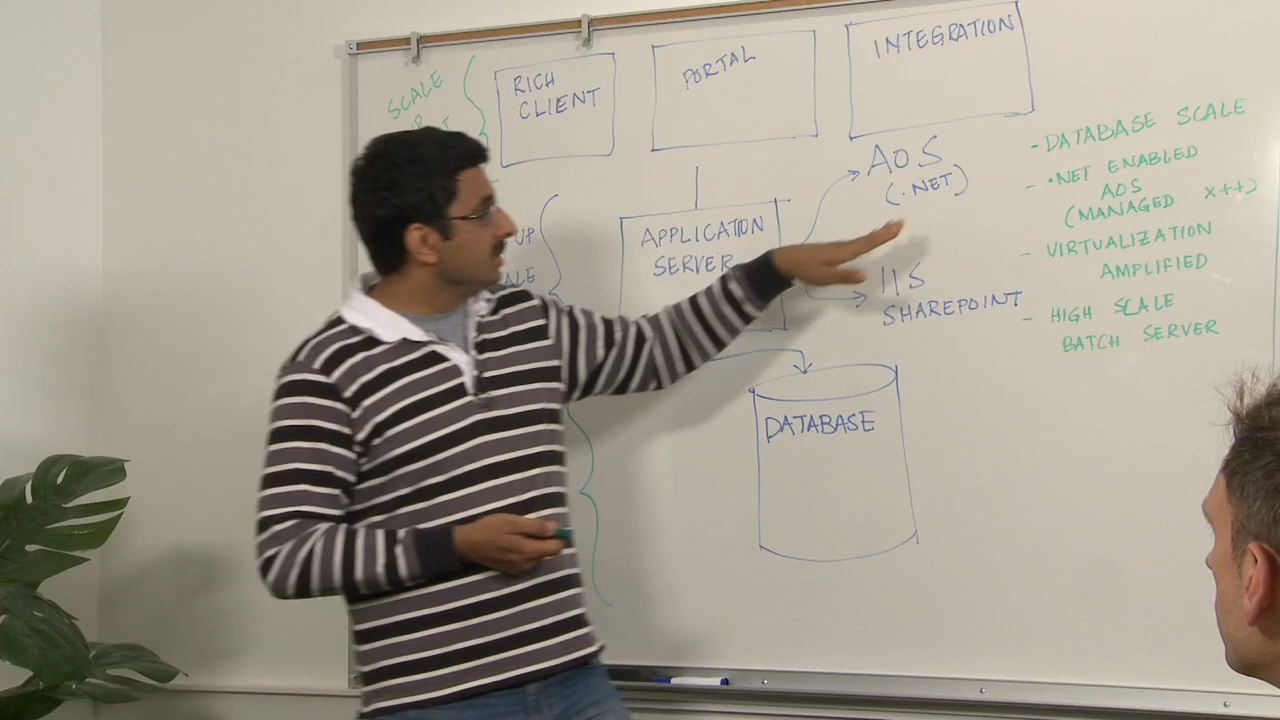 SCALE
RICH
CLIENT
PORTAL
INTEGRATION
UP
APPLICATION
SERVER
AOS
(.NET)
IIS
SHAREPOINT
DATABASE
- DATABASE SCALE
- .NET ENABLED
AOS
(MANAGED X++)
- VIRTUALIZATION
AMPLIFIED
- HIGH SCALE
BATCH SERVER